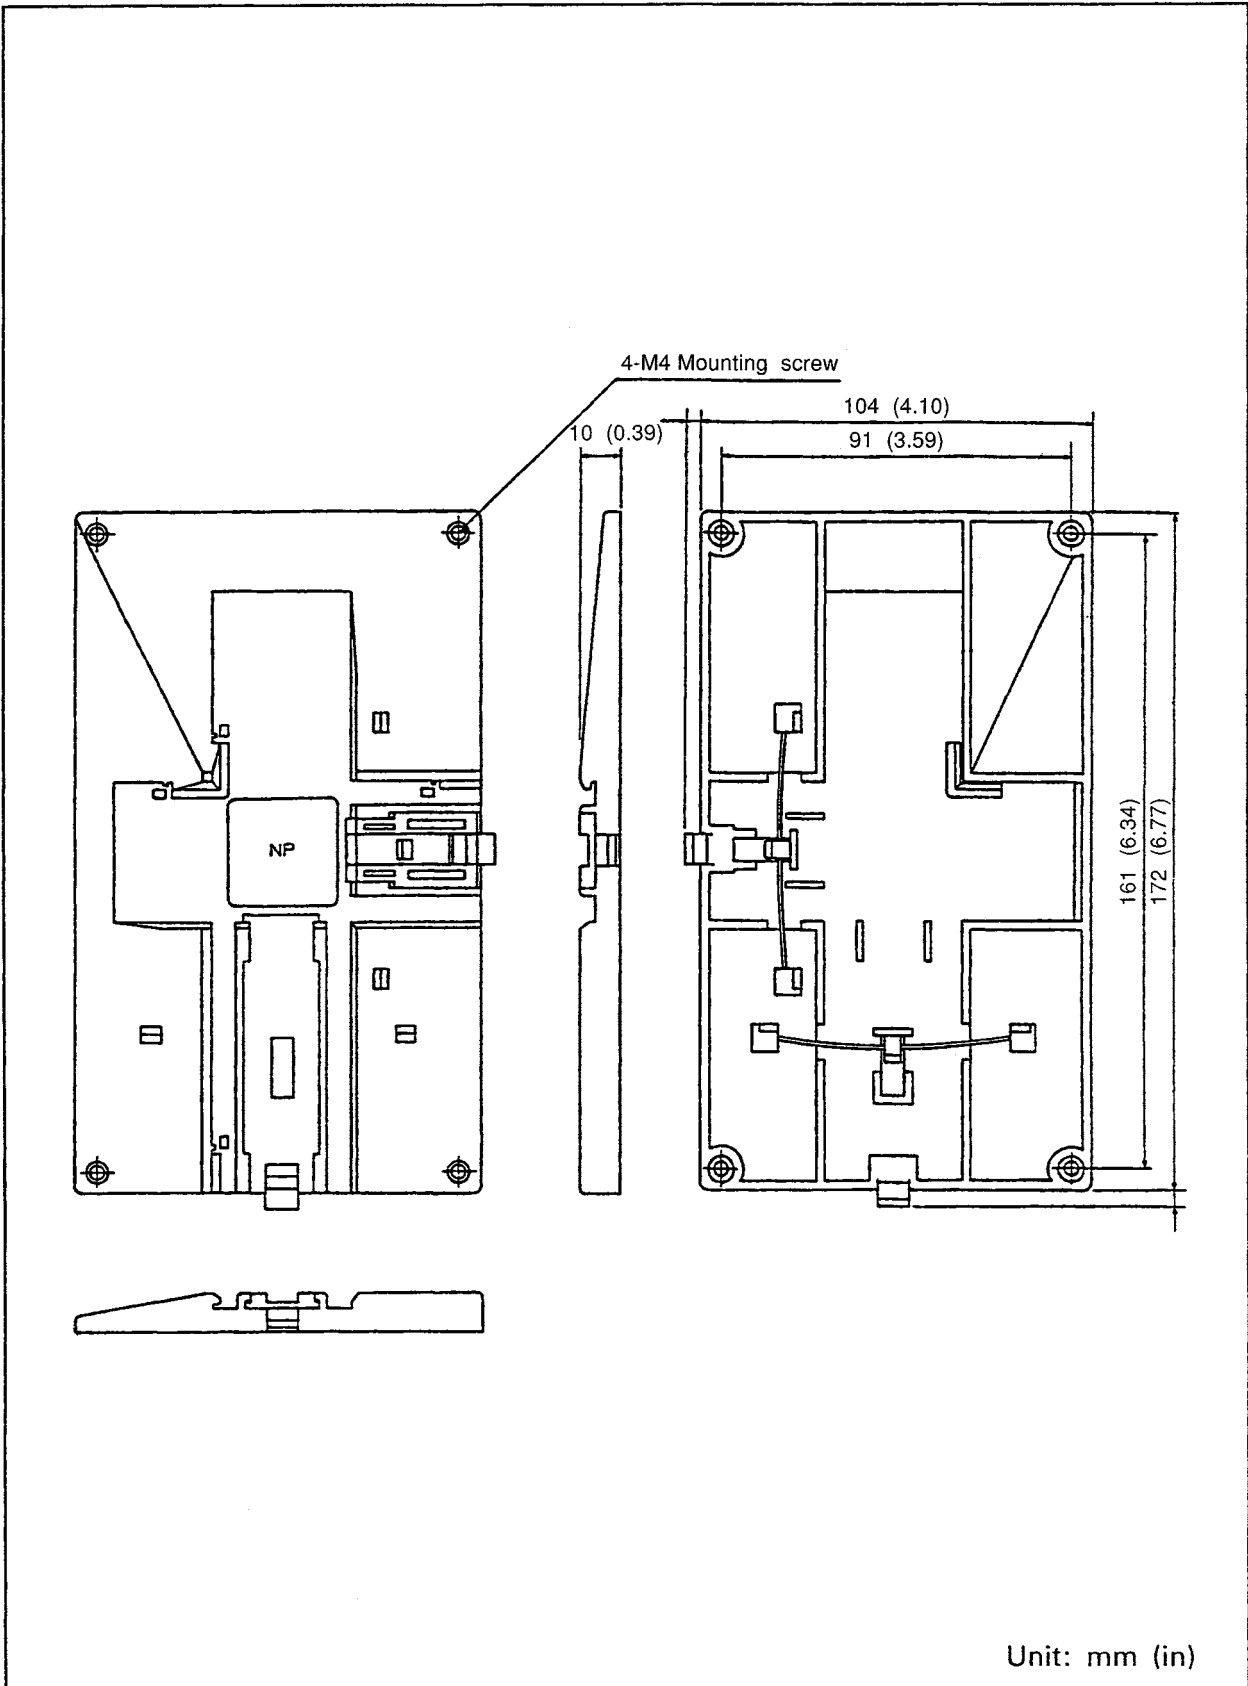 4-M4 Mounting screw
104 (4.10)
10 (0.39)
91 (3.59)
NP
161 (6.34)
172 (6.77)
Unit: mm (in)